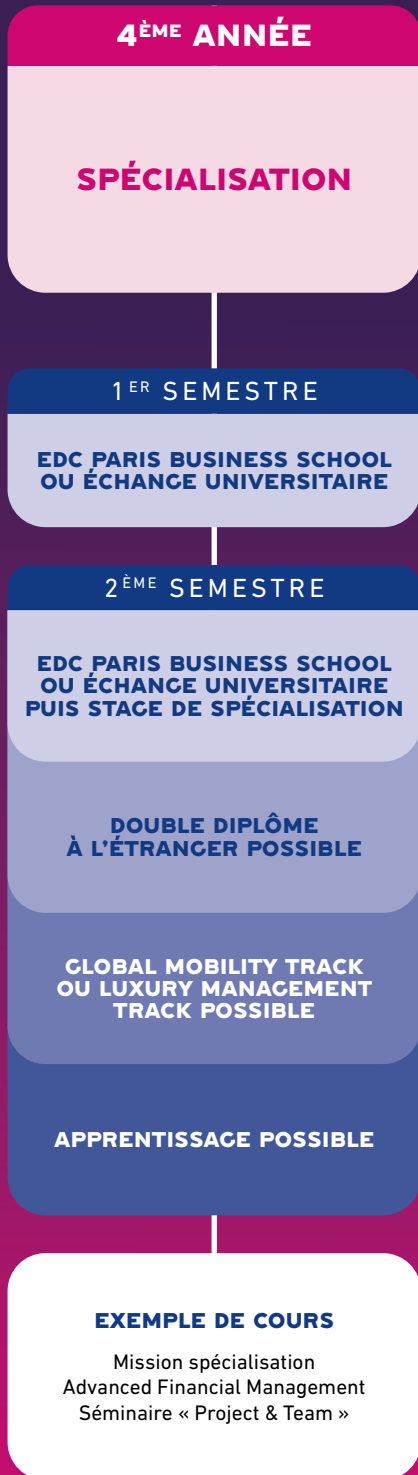 4ÈME ANNÉE
SPÉCIALISATION
1ER SEMESTRE
EDC PARIS BUSINESS SCHOOL
OU ÉCHANGE UNIVERSITAIRE
2ÈME SEMESTRE
EDC PARIS BUSINESS SCHOOL
OU ÉCHANGE UNIVERSITAIRE
PUIS STAGE DE SPÉCIALISATION
DOUBLE DIPLÔME
À L'ÉTRANGER POSSIBLE
GLOBAL MOBILITY TRACK
OU LUXURY MANAGEMENT
TRACK POSSIBLE
APPRENTISSAGE POSSIBLE
EXEMPLE DE COURS
Mission spécialisation
Advanced Financial Management
Séminaire « Project & Team »